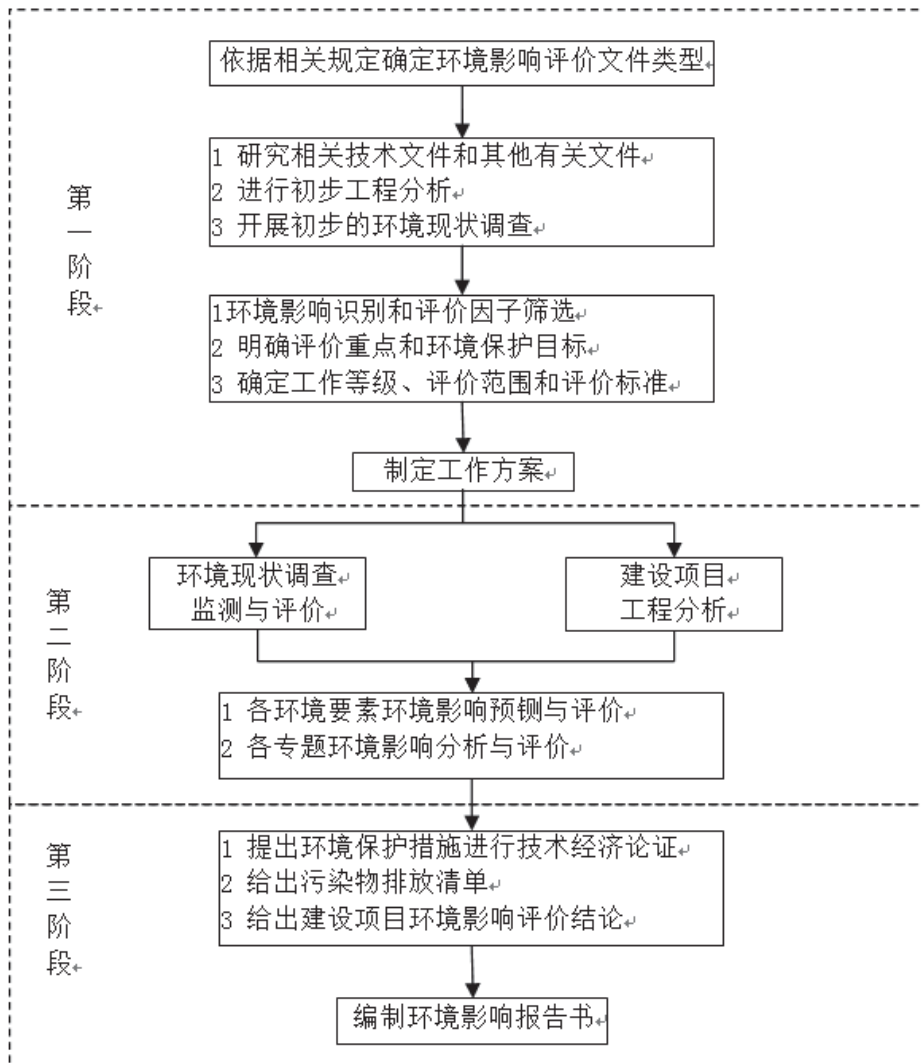 依据相关规定确定环境影响评价文件类型
1 研究相关技术文件和其他有关文件
2 进行初步工程分析
3 开展初步的环境现状调查
第一阶段
1环境影响识别和评价因子筛选
2 明确评价重点和环境保护目标
3 确定工作等级、评价范围和评价标准
制定工作方案
环境现状调查
监测与评价
建设项目
工程分析
第二阶段
1 各环境要素环境影响预铡与评价
2 各专题环境影响分析与评价
第三阶段
1 提出环境保护措施进行技术经济论证
2 给出污染物排放清单
3 给出建设项目环境影响评价结论
编制环境影响报告书